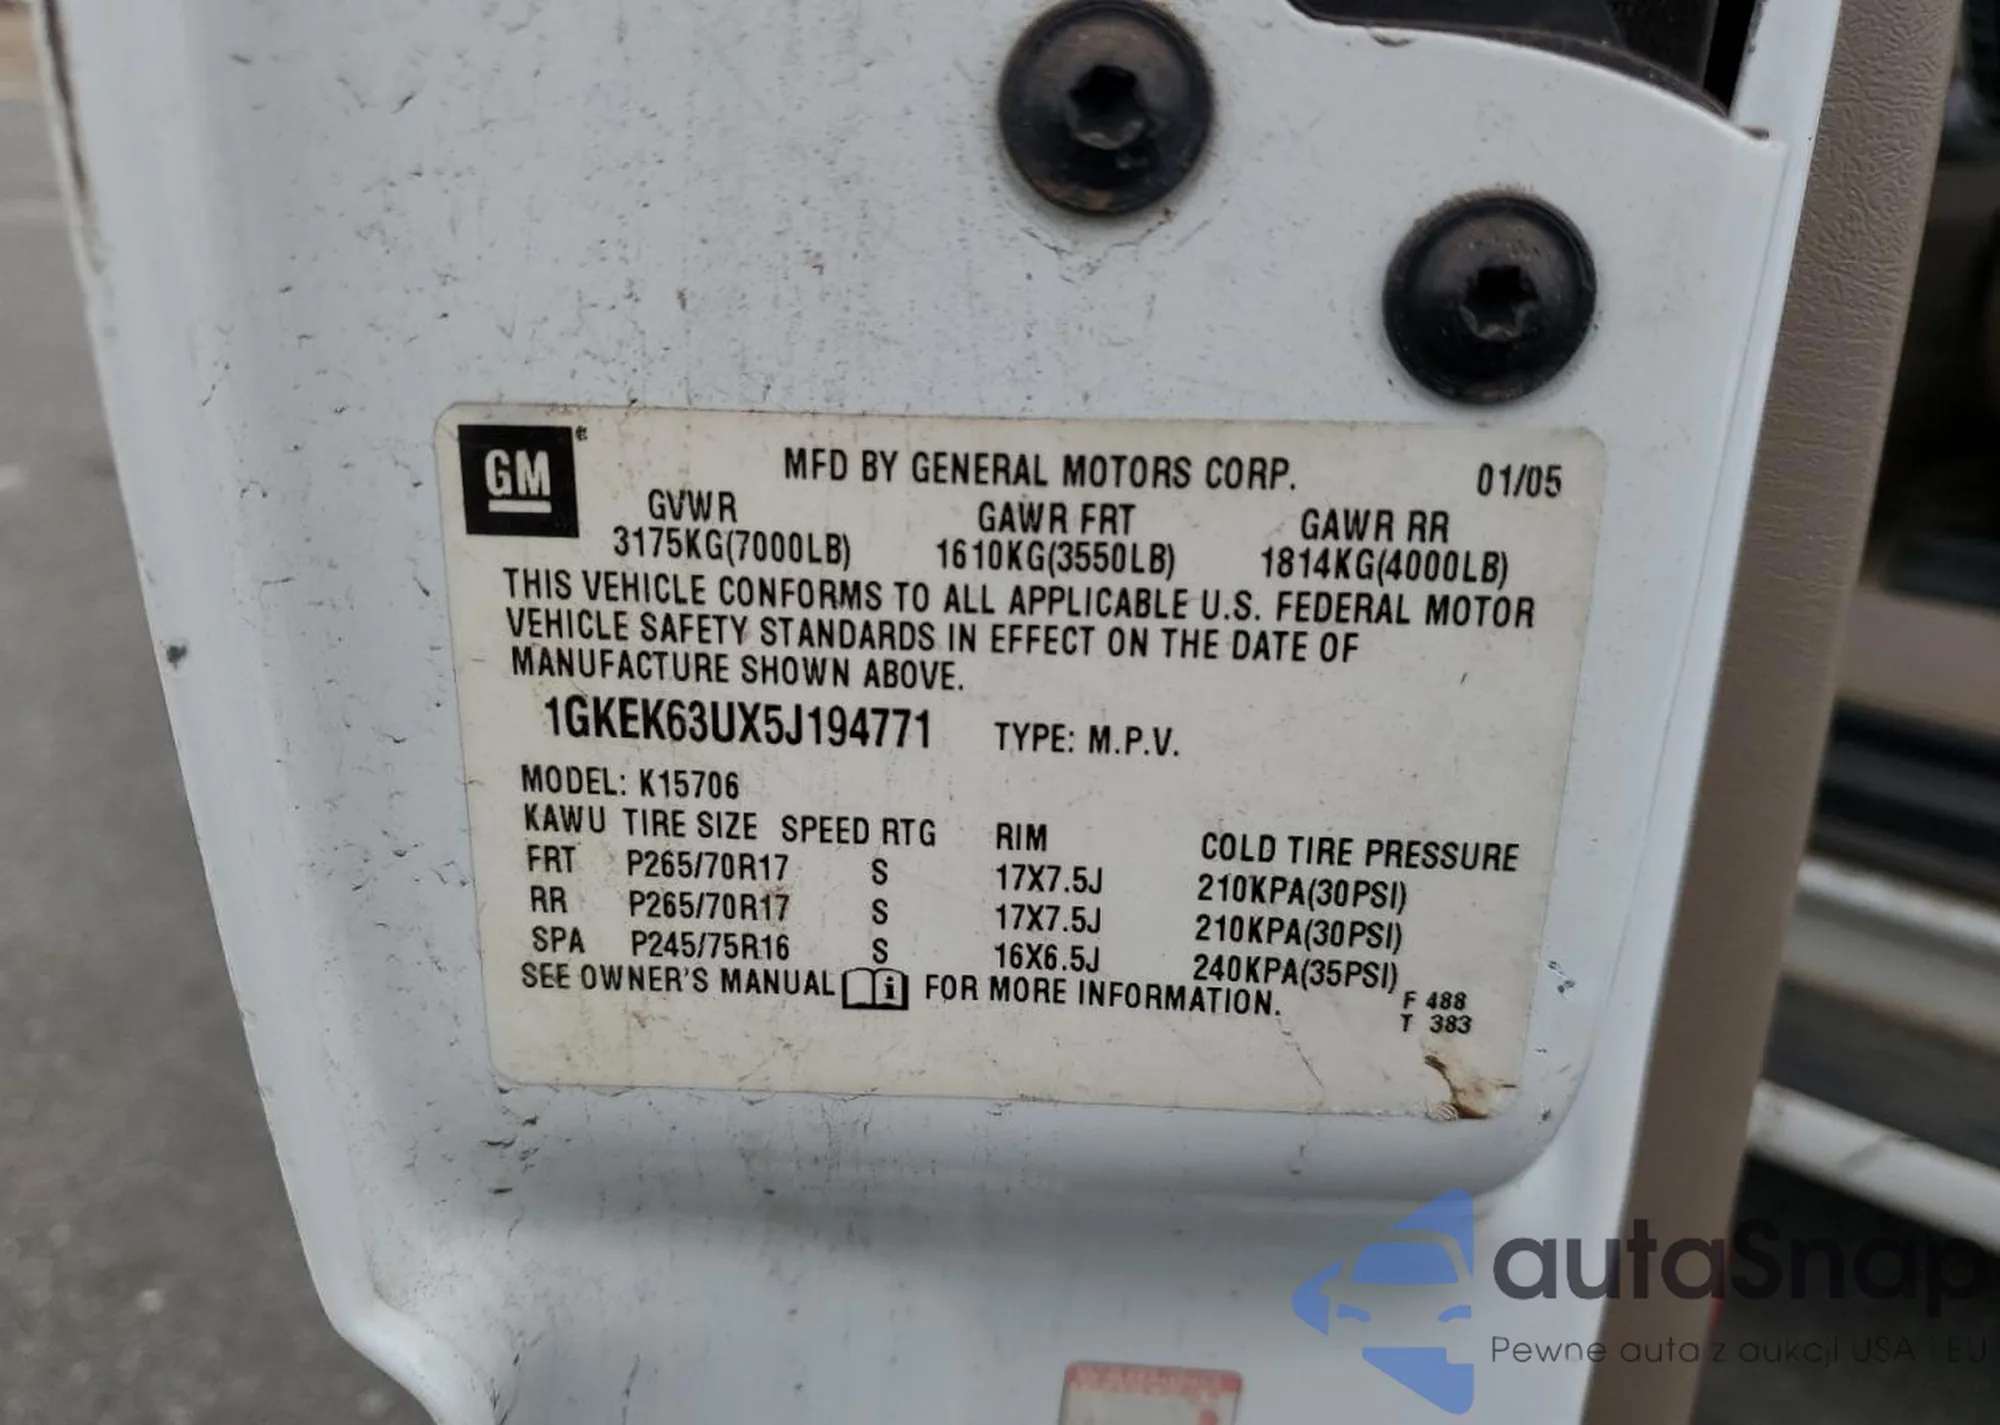 GM®
MFD BY GENERAL MOTORS CORP. 01/05
GVWR GAWR FRT GAWR RR
3175KG(7000LB) 1610KG(3550LB) 1814KG(4000LB)
THIS VEHICLE CONFORMS TO ALL APPLICABLE U.S. FEDERAL MOTOR
VEHICLE SAFETY STANDARDS IN EFFECT ON THE DATE OF
MANUFACTURE SHOWN ABOVE.
1GKEK63UX5J194771 TYPE: M.P.V.
MODEL: K15706
KAWU TIRE SIZE SPEED RTG RIM COLD TIRE PRESSURE
FRT P265/70R17 S 17X7.5J 210KPA(30PSI)
RR P265/70R17 S 17X7.5J 210KPA(30PSI)
SPA P245/75R16 S 16X6.5J 240KPA(35PSI)
SEE OWNER'S MANUAL i FOR MORE INFORMATION.
F 488
T 383
autaSnap
Pewne auta z aukcji USA i EU